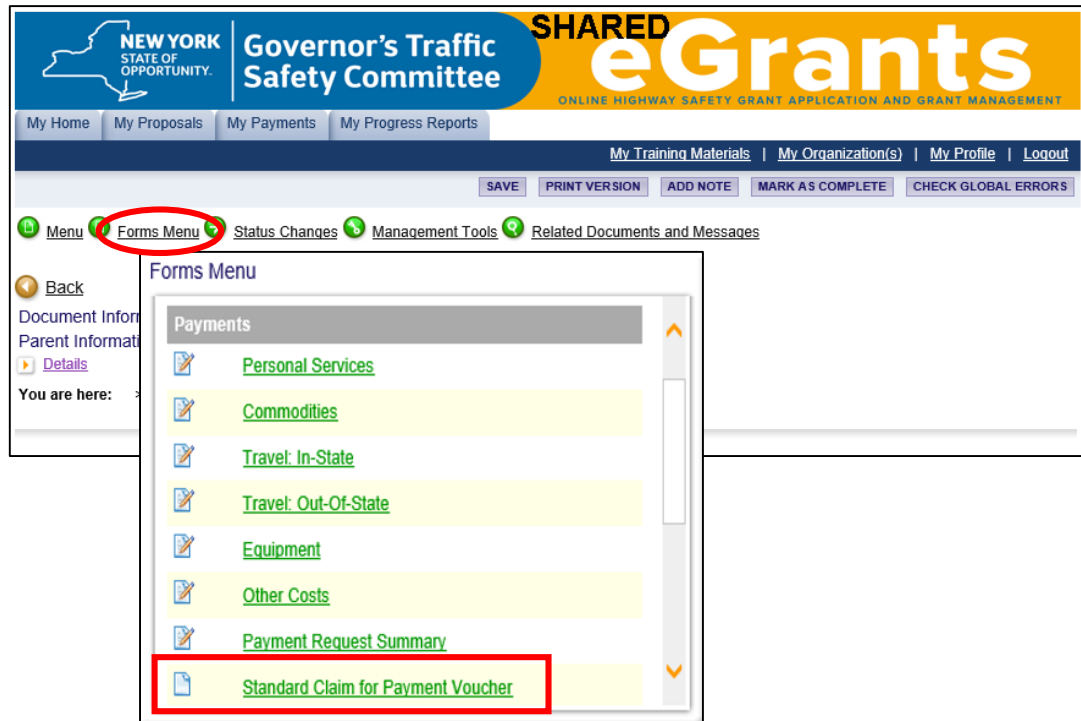 NEW YORK
STATE OF
OPPORTUNITY.
Governor's Traffic
Safety Committee
SHARED
eGrants
ONLINE HIGHWAY SAFETY GRANT APPLICATION AND GRANT MANAGEMENT
My Home My Proposals My Payments My Progress Reports
My Training Materials | My Organization(s) | My Profile | Logout
SAVE PRINT VERSION ADD NOTE MARK AS COMPLETE CHECK GLOBAL ERRORS
Menu Forms Menu Status Changes Management Tools Related Documents and Messages
Back
Document Infor
Parent Informati
Details
You are here: >
Forms Menu
Payments
Personal Services
Commodities
Travel: In-State
Travel: Out-Of-State
Equipment
Other Costs
Payment Request Summary
Standard Claim for Payment Voucher